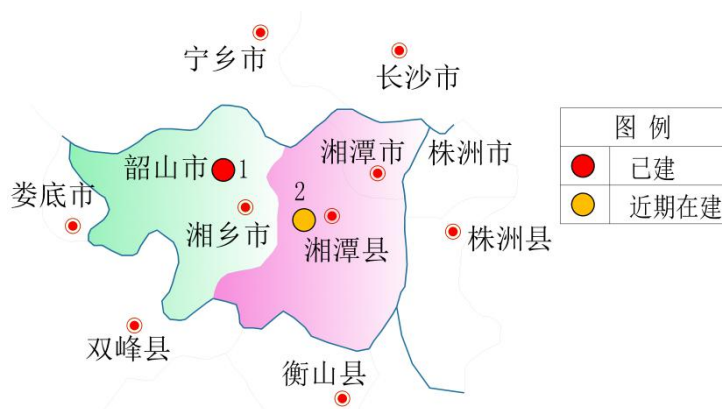 宁乡市
长沙市
图例
韶山市
1
湘潭市
株洲市
已建
娄底市
2
近期在建
湘乡市
湘潭县
株洲县
双峰县
衡山县